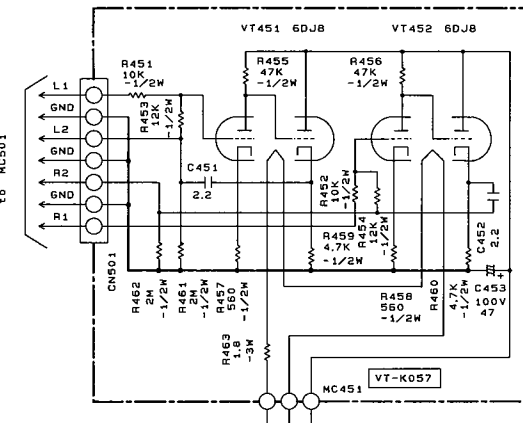 VT451 6DJ8
VT452 6DJ8
R451
10K
-1/2W
R453
12K
-1/2W
R455
47K
-1/2W
R456
47K
-1/2W
L1
GND
L2
GND
R2
GND
R1
to RL501
CN501
C451
2.2
R452
10K
-1/2W
R454
12K
-1/2W
C452
2.2
R459
4.7K
-1/2W
R462
2M
-1/2W
R461
2M
-1/2W
R457
560
-1/2W
R463
1.8
-3W
R458
560
-1/2W
R460
4.7K
-1/2W
C453
100V
47
+
MC451
VT-K057